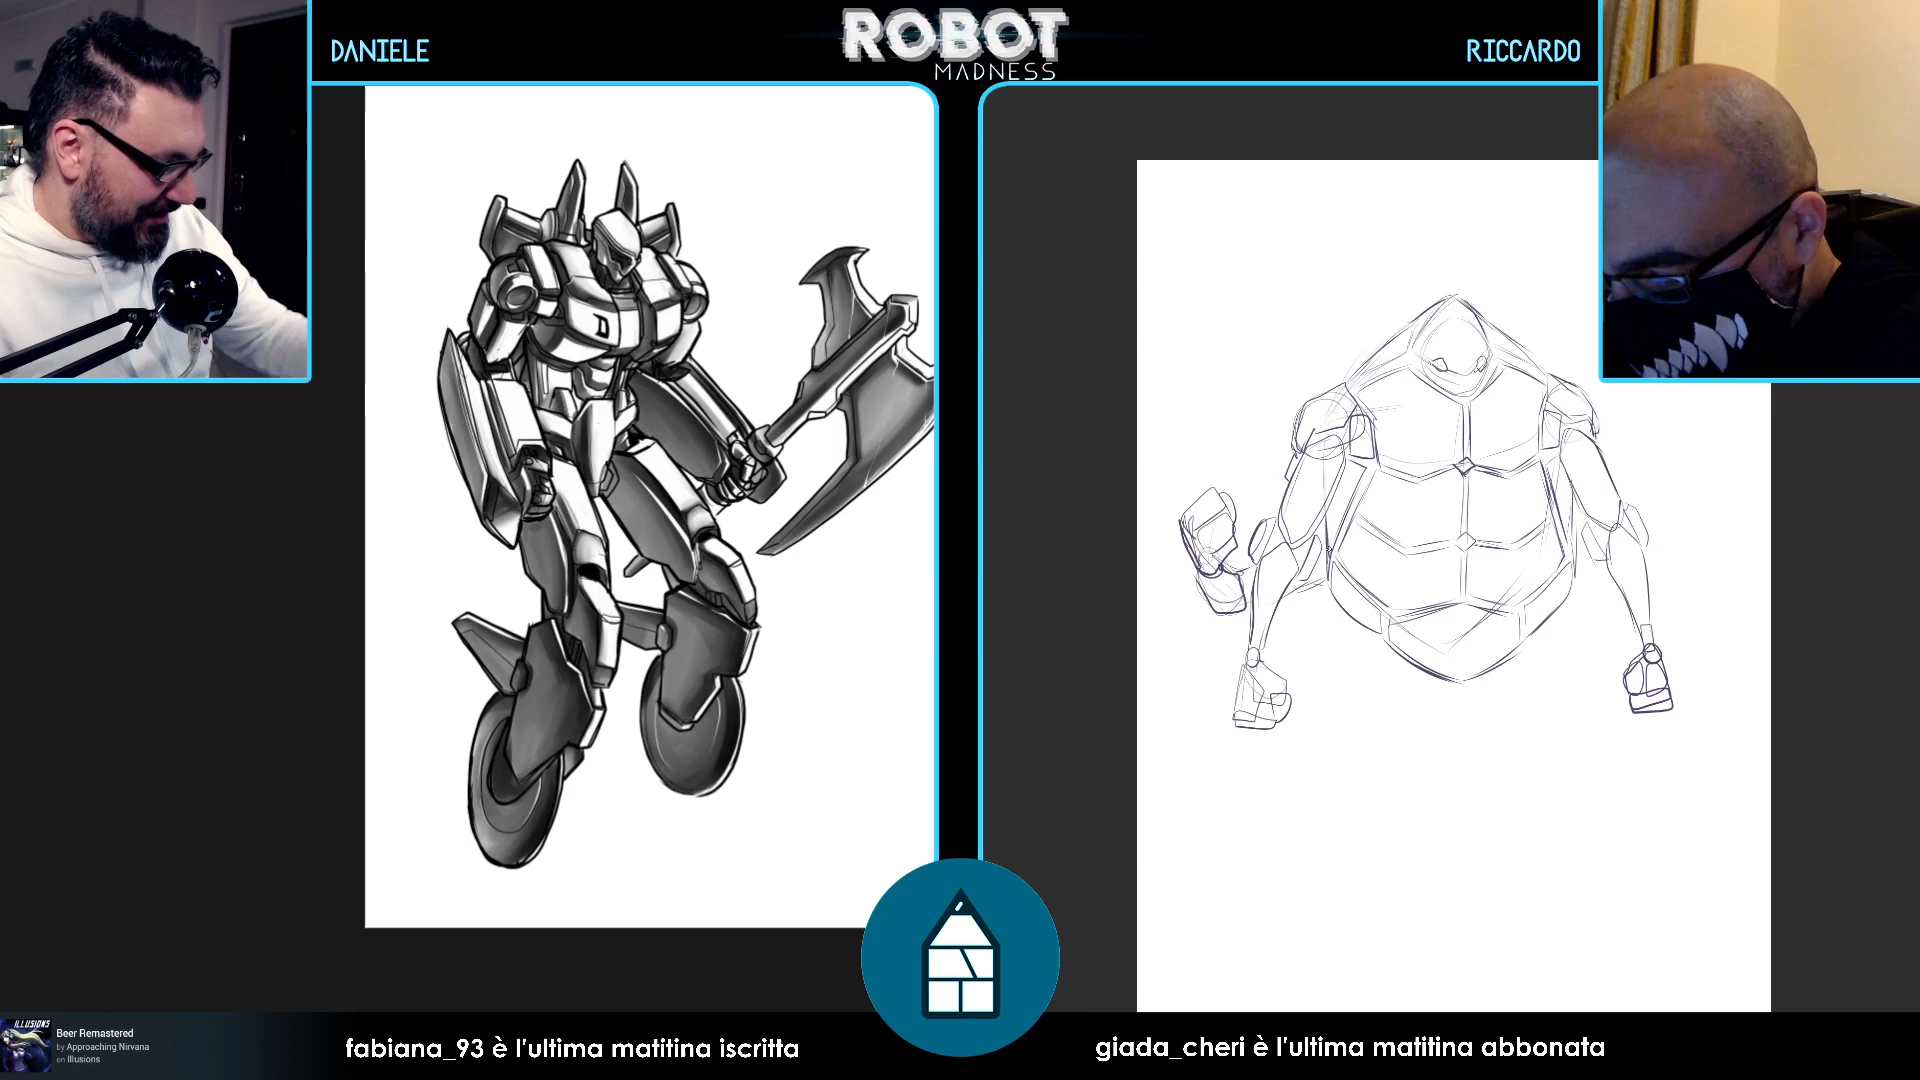 DANIELE
ROBOT
MADNESS
RICCARDO
D
ILLUSIONS
Beer Remastered
by Approaching Nirvana
on Illusions
fabiana_93 è l'ultima matitina iscritta
giada_cheri è l'ultima matitina abbonata